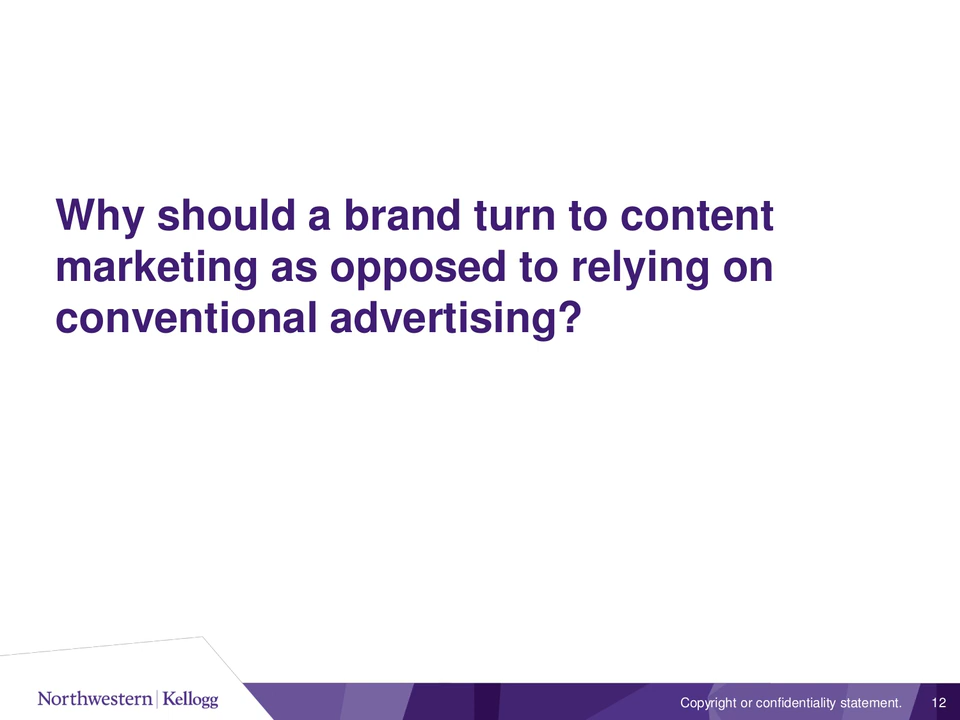 Why should a brand turn to content
marketing as opposed to relying on
conventional advertising?
Northwestern | Kellogg
Copyright or confidentiality statement. 12